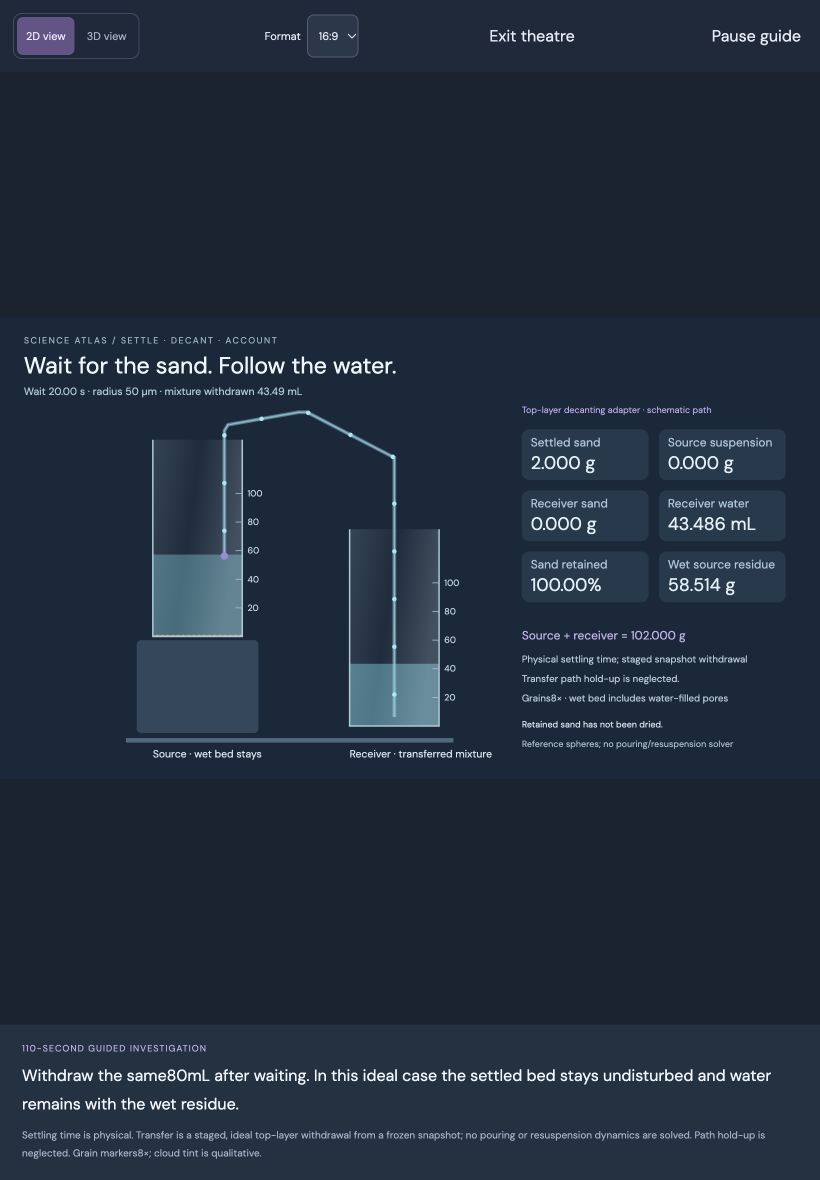 2D view
3D view
Format
16:9
Exit theatre
Pause guide
SCIENCE ATLAS / SETTLE · DECANT · ACCOUNT
Wait for the sand. Follow the water.
Wait 20.00 s · radius 50 μm · mixture withdrawn 43.49 mL
100
80
60
40
20
100
80
60
40
20
Source · wet bed stays
Receiver · transferred mixture
Top-layer decanting adapter · schematic path
Settled sand
2.000 g
Source suspension
0.000 g
Receiver sand
0.000 g
Receiver water
43.486 mL
Sand retained
100.00%
Wet source residue
58.514 g
Source + receiver = 102.000 g
Physical settling time; staged snapshot withdrawal
Transfer path hold-up is neglected.
Grains8× · wet bed includes water-filled pores
Retained sand has not been dried.
Reference spheres; no pouring/resuspension solver
110-SECOND GUIDED INVESTIGATION
Withdraw the same80mL after waiting. In this ideal case the settled bed stays undisturbed and water
remains with the wet residue.
Settling time is physical. Transfer is a staged, ideal top-layer withdrawal from a frozen snapshot; no pouring or resuspension dynamics are solved. Path hold-up is
neglected. Grain markers8×; cloud tint is qualitative.